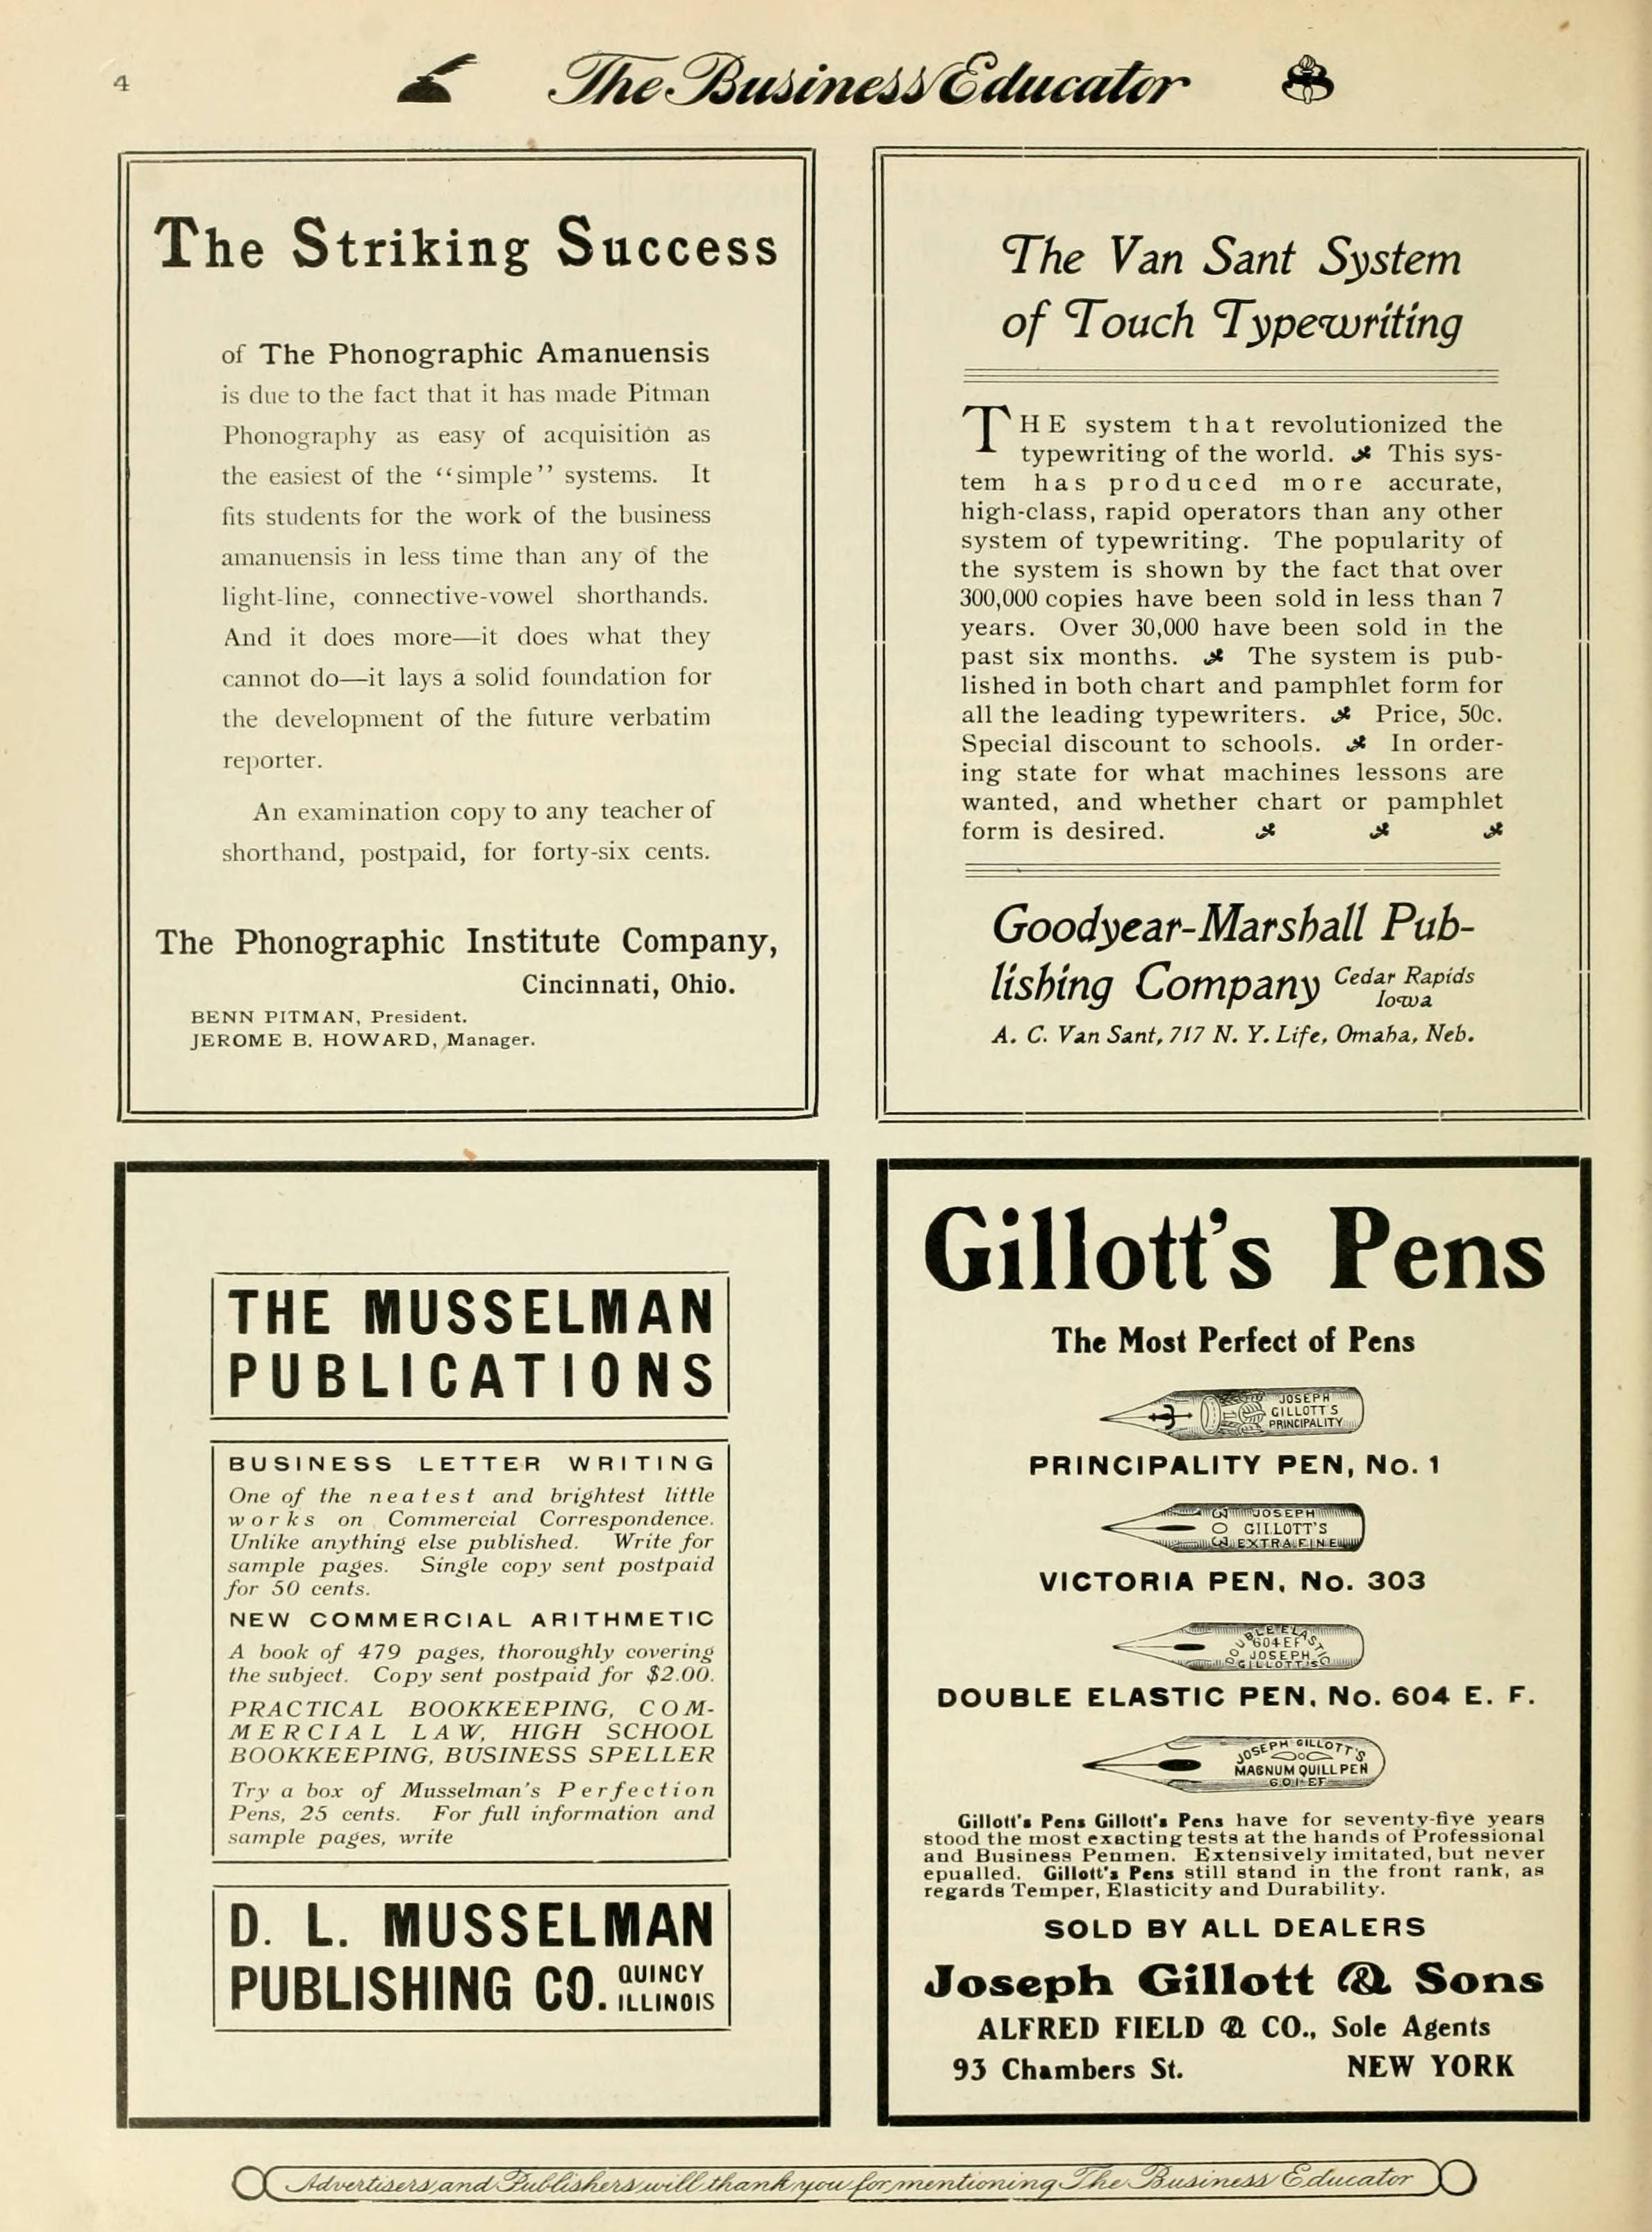 4
The Business Educator
The Striking Success
of The Phonographic Amanuensis
is due to the fact that it has made Pitman
Phonography as easy of acquisition as
the easiest of the “simple” systems. It
fits students for the work of the business
amanuensis in less time than any of the
light-line, connective-vowel shorthands.
And it does more—it does what they
cannot do—it lays a solid foundation for
the development of the future verbatim
reporter.
An examination copy to any teacher of
shorthand, postpaid, for forty-six cents.
The Phonographic Institute Company,
Cincinnati, Ohio.
BENN PITMAN, President.
JEROME B. HOWARD, Manager.
The Van Sant System
of Touch Typewriting
THE system that revolutionized the
typewriting of the world. This sys-
tem has produced more accurate,
high-class, rapid operators than any other
system of typewriting. The popularity of
the system is shown by the fact that over
300,000 copies have been sold in less than 7
years. Over 30,000 have been sold in the
past six months. The system is pub-
lished in both chart and pamphlet form for
all the leading typewriters. Price, 50c.
Special discount to schools. In order-
ing state for what machines lessons are
wanted, and whether chart or pamphlet
form is desired.
Goodyear-Marshall Pub-
lishing Company Cedar Rapids
Iowa
A. C. Van Sant, 717 N. Y. Life, Omaha, Neb.
THE MUSSELMAN
PUBLICATIONS
BUSINESS LETTER WRITING
One of the neatest and brightest little
works on Commercial Correspondence.
Unlike anything else published. Write for
sample pages. Single copy sent postpaid
for 50 cents.
NEW COMMERCIAL ARITHMETIC
A book of 479 pages, thoroughly covering
the subject. Copy sent postpaid for $2.00.
PRACTICAL BOOKKEEPING, COM-
MERCIAL LAW, HIGH SCHOOL
BOOKKEEPING, BUSINESS SPELLER
Try a box of Musselman's Perfection
Pens, 25 cents. For full information and
sample pages, write
D. L. MUSSELMAN
PUBLISHING CO. QUINCY
ILLINOIS
Gillott's Pens
The Most Perfect of Pens
JOSEPH
GILLOTT'S
PRINCIPALITY
PRINCIPALITY PEN, No. 1
303
JOSEPH
GILLOTT'S
EXTRA FINE
VICTORIA PEN, No. 303
DOUBLE ELASTIC
604 EF
JOSEPH
GILLOTT'S
DOUBLE ELASTIC PEN, No. 604 E. F.
JOSEPH GILLOTT'S
MAGNUM QUILL PEN
601 EF
Gillott's Pens Gillott's Pens have for seventy-five years
stood the most exacting tests at the hands of Professional
and Business Penmen. Extensively imitated, but never
epualled. Gillott's Pens still stand in the front rank, as
regards Temper, Elasticity and Durability.
SOLD BY ALL DEALERS
Joseph Gillott & Sons
ALFRED FIELD & CO., Sole Agents
93 Chambers St. NEW YORK
Advertisers and Publishers will thank you for mentioning The Business Educator